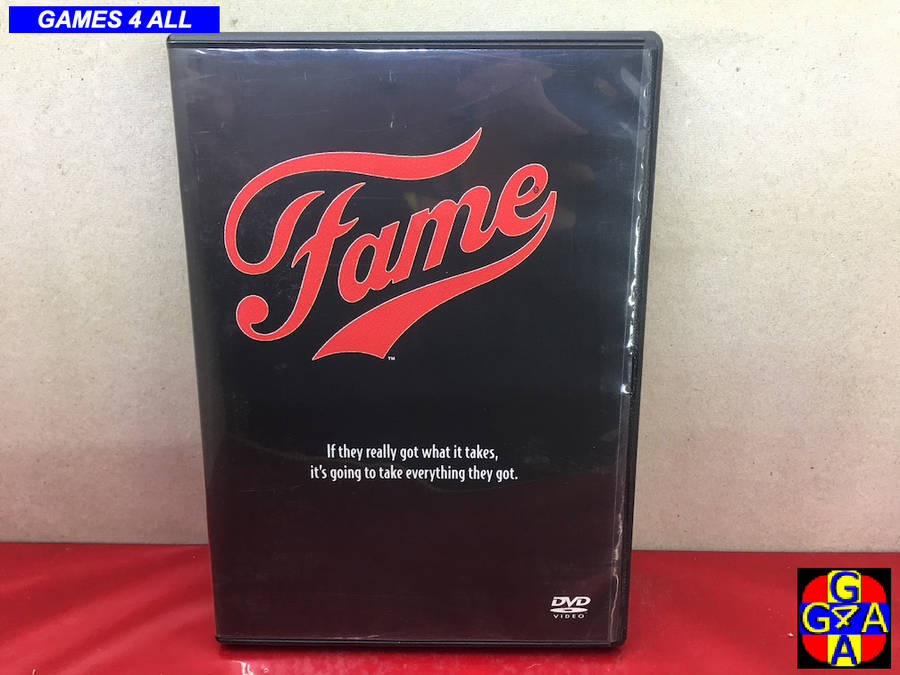 GAMES 4 ALL
Fame
™
If they really got what it takes,
it's going to take everything they got.
DVD
VIDEO
G
G4A
A